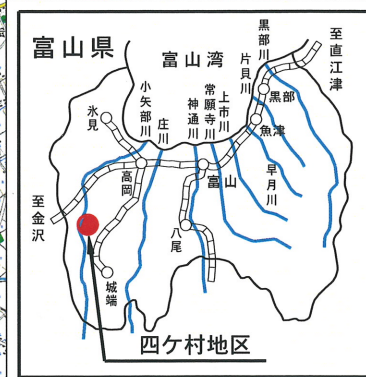 富山県
富山湾
至直江津
黒部川
片貝川
黒部
魚津
早月川
上市川
常願寺川
神通川
庄川
小矢部川
氷見
高岡
富山
八尾
至金沢
城端
四ケ村地区